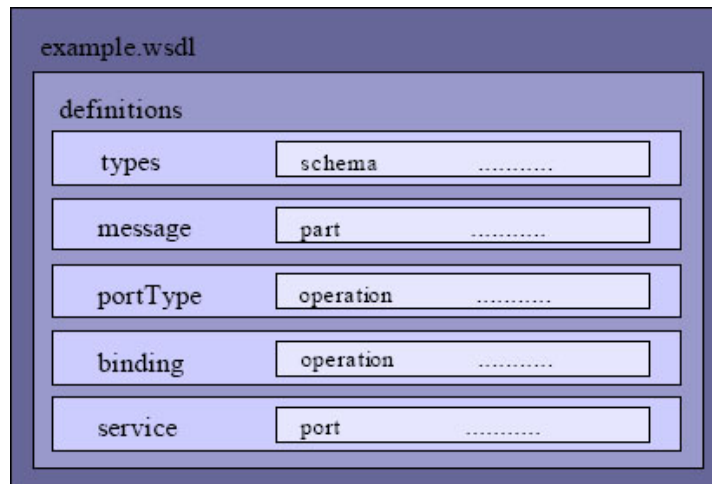 example.wsdl
definitions
types schema ...........
message part ...........
portType operation ...........
binding operation ...........
service port ...........